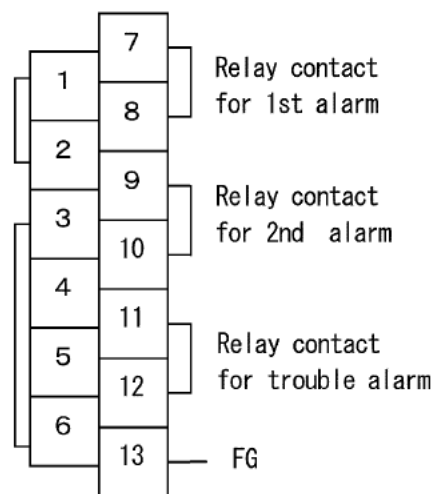 7
1
Relay contact
for 1st alarm
8
2
9
Relay contact
for 2nd alarm
3
10
4
11
Relay contact
for trouble alarm
5
12
6
13
FG